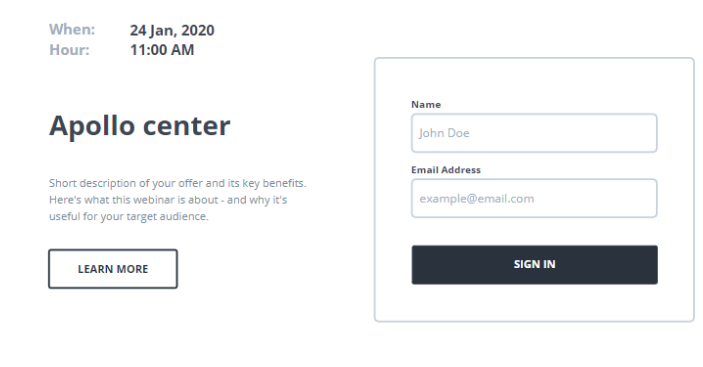 When: 24 Jan, 2020
Hour: 11:00 AM
Apollo center
Short description of your offer and its key benefits.
Here's what this webinar is about - and why it's
useful for your target audience.
LEARN MORE
Name
John Doe
Email Address
example@email.com
SIGN IN